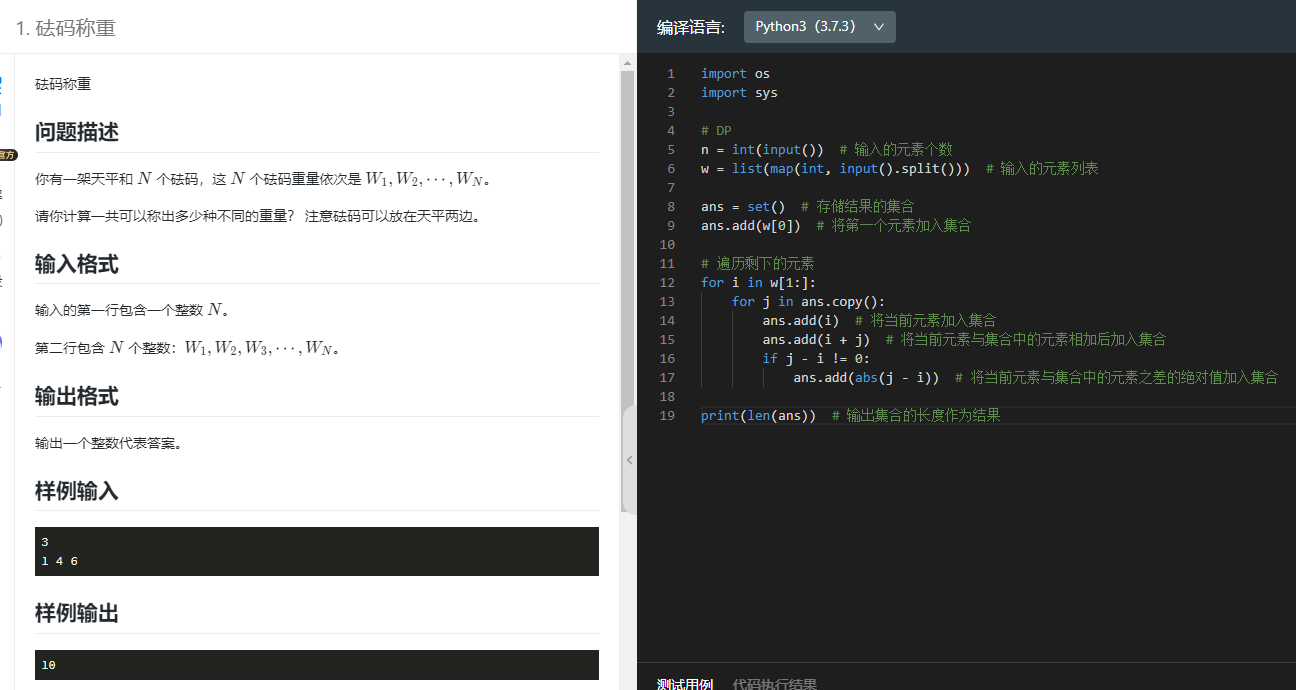 1. 砝码称重
砝码称重
问题描述
你有一架天平和 N 个砝码，这 N 个砝码重量依次是 W1, W2, ⋯ , WN。
请你计算一共可以称出多少种不同的重量？ 注意砝码可以放在天平两边。
输入格式
输入的第一行包含一个整数 N。
第二行包含 N 个整数：W1, W2, W3, ⋯ , WN。
输出格式
输出一个整数代表答案。
样例输入
3
1 4 6
样例输出
10
官方
编译语言:
Python3（3.7.3）
1 import os
2 import sys
3
4 # DP
5 n = int(input())  # 输入的元素个数
6 w = list(map(int, input().split()))  # 输入的元素列表
7
8 ans = set()  # 存储结果的集合
9 ans.add(w[0])  # 将第一个元素加入集合
10
11 # 遍历剩下的元素
12 for i in w[1:]:
13     for j in ans.copy():
14         ans.add(i)  # 将当前元素加入集合
15         ans.add(i + j)  # 将当前元素与集合中的元素相加后加入集合
16         if j - i != 0:
17             ans.add(abs(j - i))  # 将当前元素与集合中的元素之差的绝对值加入集合
18
19 print(len(ans))  # 输出集合的长度作为结果
测试用例 代码执行结果